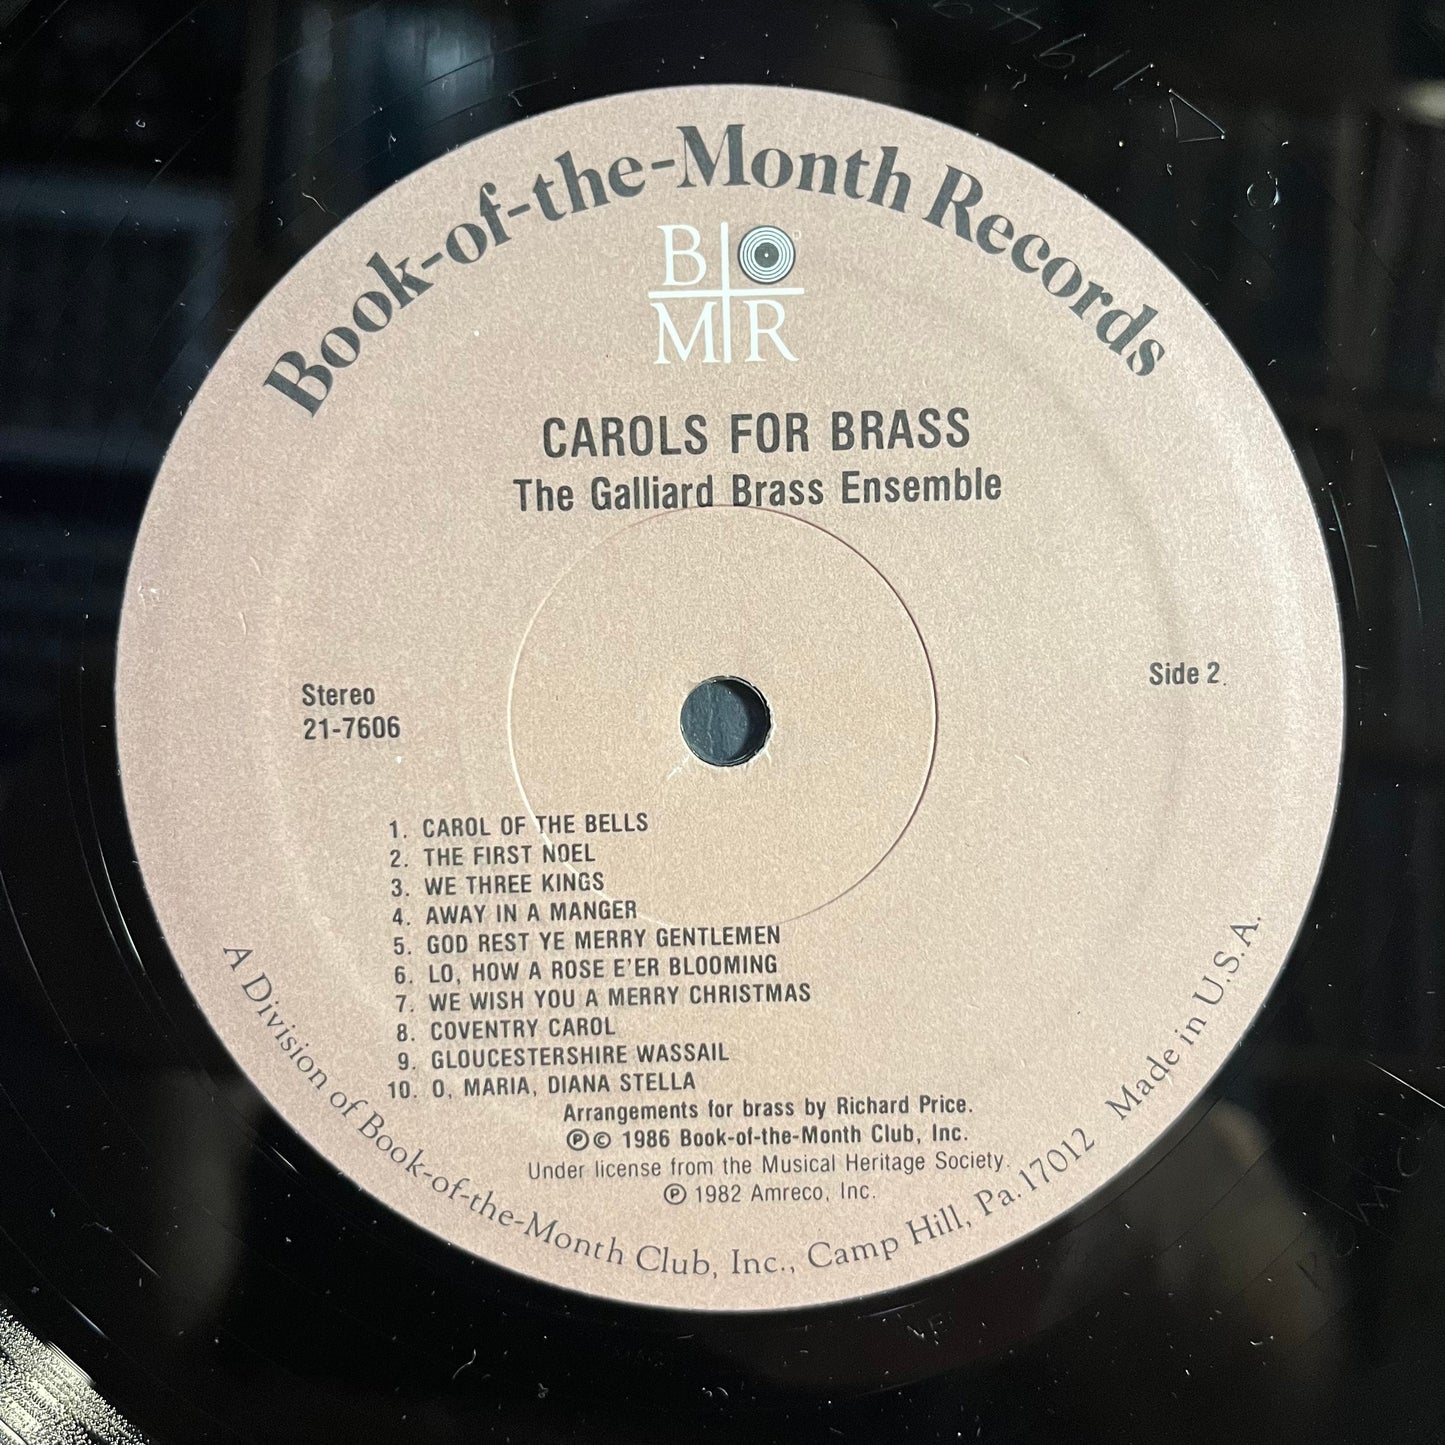 Book-of-the-Month Records
B
M R
CAROLS FOR BRASS
The Galliard Brass Ensemble
Stereo
21-7606
Side 2
1. CAROL OF THE BELLS
2. THE FIRST NOEL
3. WE THREE KINGS
4. AWAY IN A MANGER
5. GOD REST YE MERRY GENTLEMEN
6. LO, HOW A ROSE E'ER BLOOMING
7. WE WISH YOU A MERRY CHRISTMAS
8. COVENTRY CAROL
9. GLOUCESTERSHIRE WASSAIL
10. O, MARIA, DIANA STELLA
Arrangements for brass by Richard Price.
℗© 1986 Book-of-the-Month Club, Inc.
Under license from the Musical Heritage Society.
℗ 1982 Amreco, Inc.
A Division of Book-of-the-Month Club, Inc., Camp Hill, Pa. 17012 Made in U.S.A.